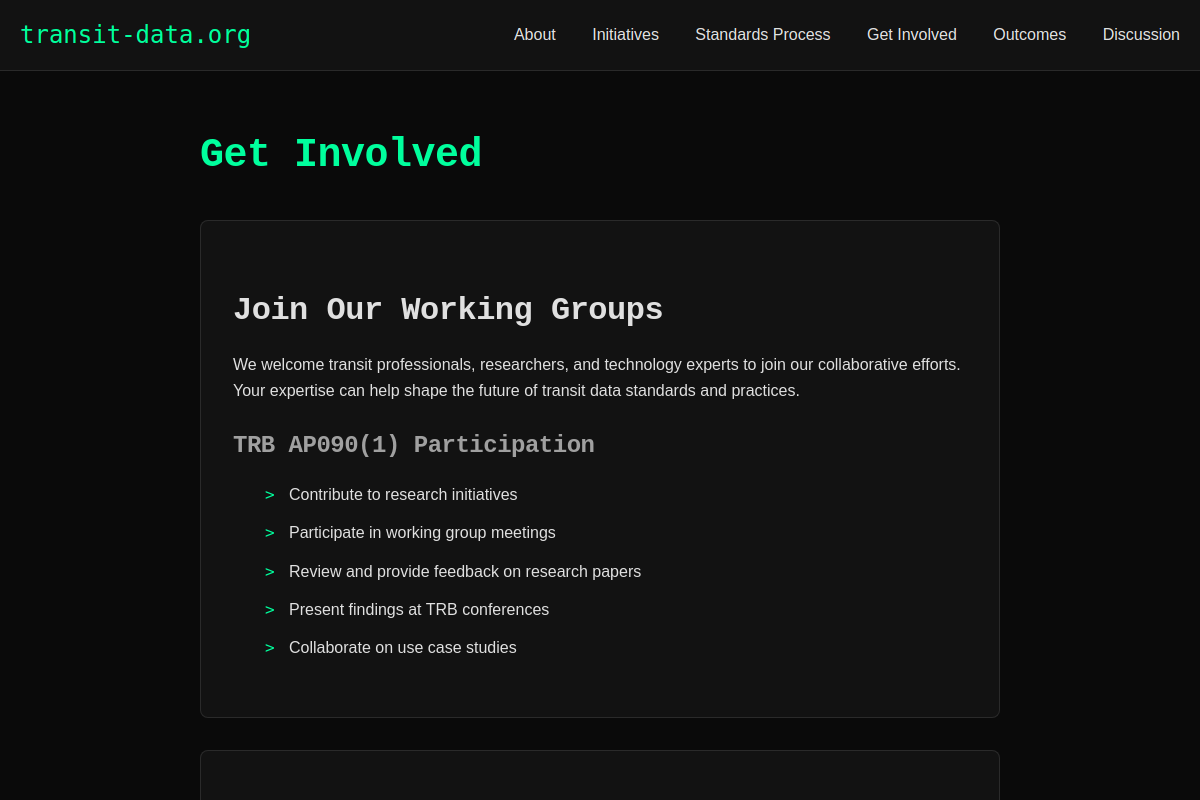 transit-data.org
About
Initiatives
Standards Process
Get Involved
Outcomes
Discussion
Get Involved
Join Our Working Groups
We welcome transit professionals, researchers, and technology experts to join our collaborative efforts.
Your expertise can help shape the future of transit data standards and practices.
TRB AP090(1) Participation
> Contribute to research initiatives
> Participate in working group meetings
> Review and provide feedback on research papers
> Present findings at TRB conferences
> Collaborate on use case studies